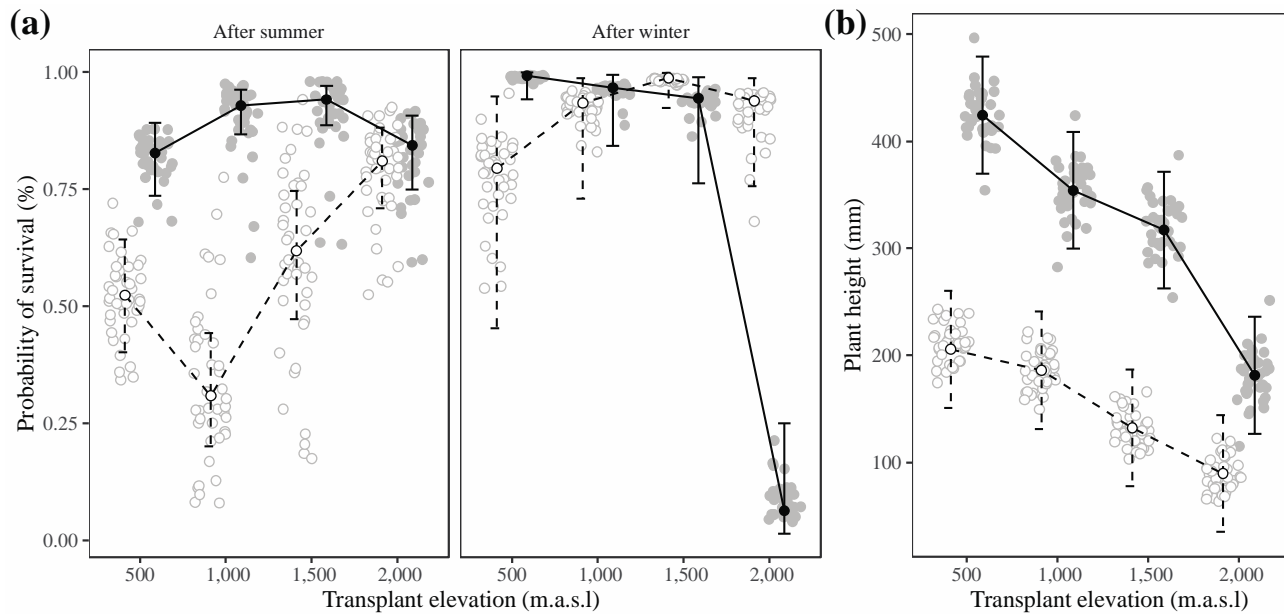 (a)
After summer
After winter
Probability of survival (%)
1.00
0.75
0.50
0.25
0.00
500
1,000
1,500
2,000
500
1,000
1,500
2,000
Transplant elevation (m.a.s.l)
(b)
Plant height (mm)
500
400
300
200
100
500
1,000
1,500
2,000
Transplant elevation (m.a.s.l)